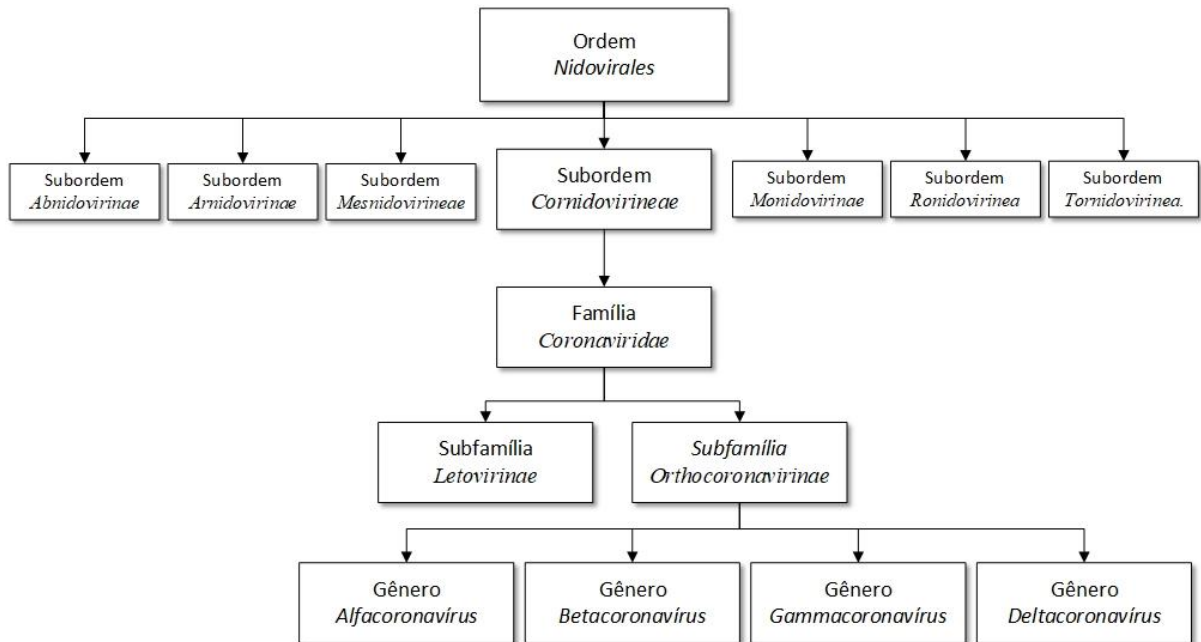 Ordem
Nidovirales
Subordem
Abnidovirinae
Subordem
Arnidovirinae
Subordem
Mesnidovirineae
Subordem
Cornidovirineae
Subordem
Monidovirinae
Subordem
Ronidovirinea
Subordem
Tornidovirinea.
Família
Coronaviridae
Subfamília
Letovirinae
Subfamília
Orthocoronavirinae
Gênero
Alfacoronavírus
Gênero
Betacoronavírus
Gênero
Gammacoronavírus
Gênero
Deltacoronavírus